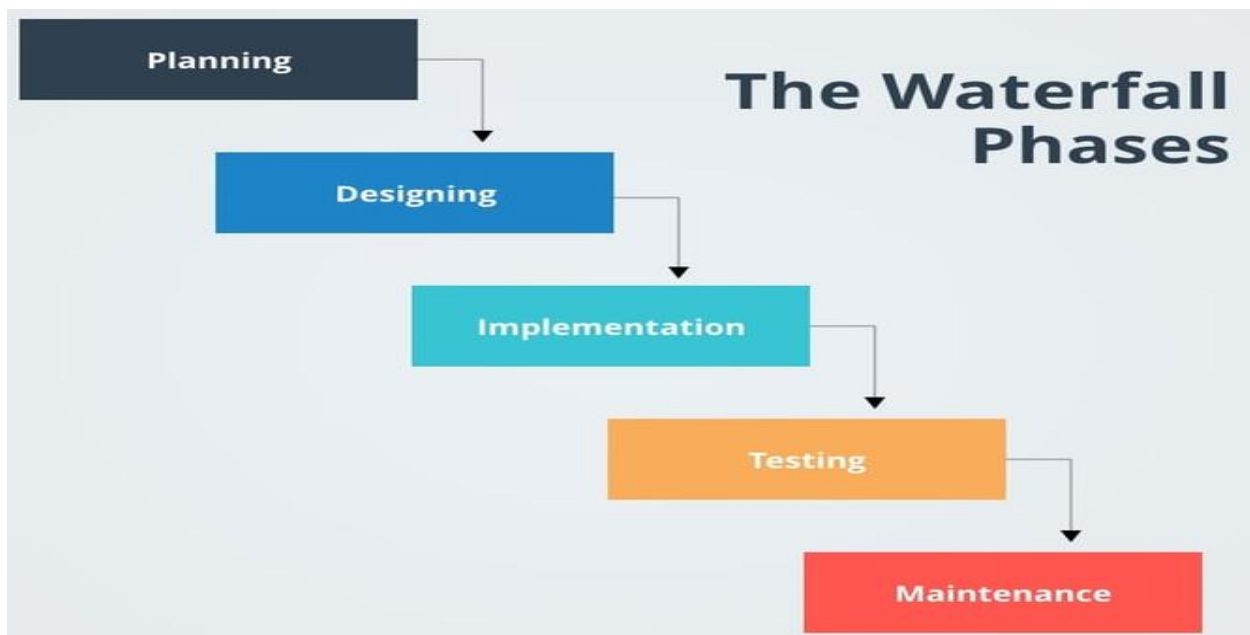 Planning
The Waterfall
Phases
Designing
Implementation
Testing
Maintenance